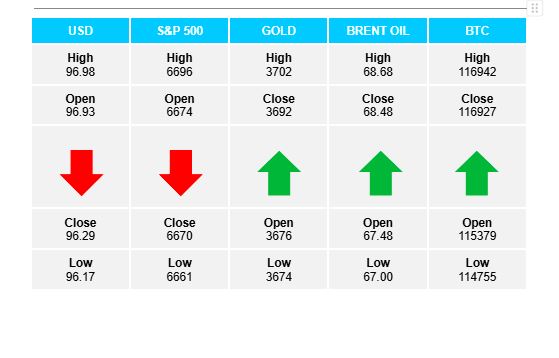 USD S&P 500 GOLD BRENT OIL BTC
High High High High High
96.98 6696 3702 68.68 116942
Open Open Close Close Close
96.93 6674 3692 68.48 116927
Close Close Open Open Open
96.29 6670 3676 67.48 115379
Low Low Low Low Low
96.17 6661 3674 67.00 114755